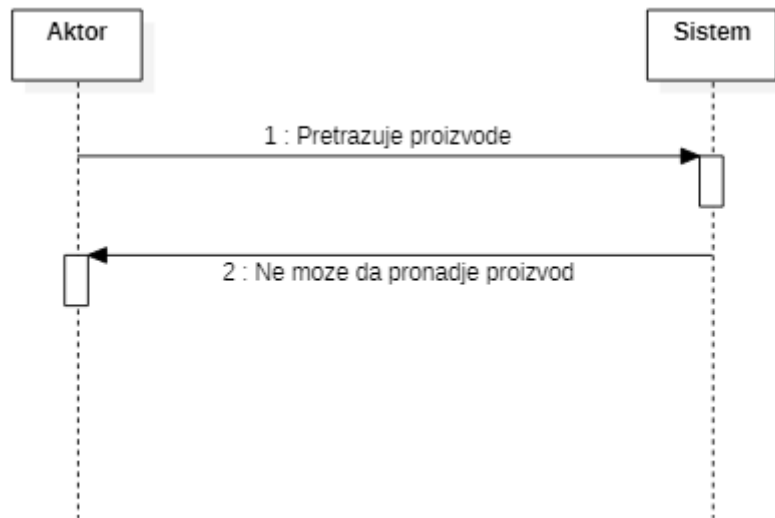 Aktor
Sistem
1 : Pretrazuje proizvode
2 : Ne moze da pronadje proizvod